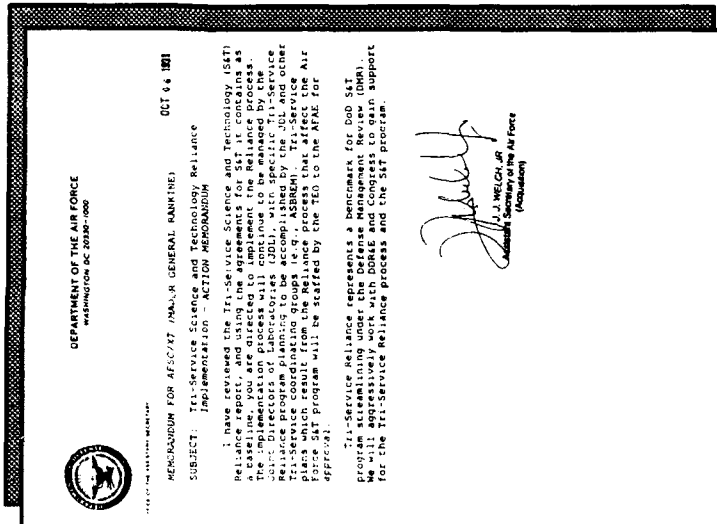 DEPARTMENT OF THE AIR FORCE
WASHINGTON DC 20330-1000
OFFICE OF THE ASSISTANT SECRETARY
OCT 06 1991
MEMORANDUM FOR AFSC/XT (MAJOR GENERAL RANKINE)
SUBJECT: Tri-Service Science and Technology Reliance
Implementation - ACTION MEMORANDUM
I have reviewed the Tri-Service Science and Technology (S&T)
Reliance report, and using the agreements for S&T it contains as
a baseline, you are directed to implement the Reliance process.
The implementation process will continue to be managed by the
Joint Directors of Laboratories (JDL), with specific Tri-Service
Reliance program planning to be accomplished by the JDL and other
Tri-Service coordinating groups (e.g., ASBREM). Tri-Service
plans which result from the Reliance process that affect the Air
Force S&T program will be staffed by the TEO to the AFAE for
approval.
Tri-Service Reliance represents a benchmark for DoD S&T
program streamlining under the Defense Management Review (DMR).
We will aggressively work with DDR&E and Congress to gain support
for the Tri-Service Reliance process and the S&T program.
J. J. WELCH, JR
Assistant Secretary of the Air Force
(Acquisition)